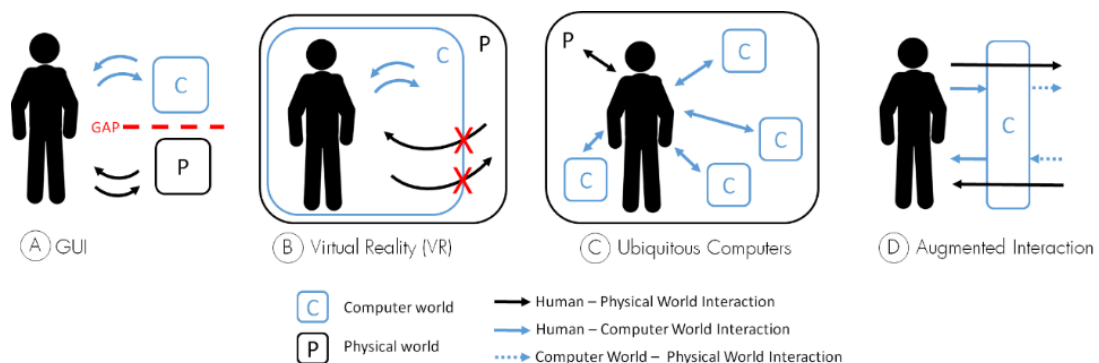 C
GAP
P
A GUI
C
P
B Virtual Reality (VR)
P
C
C
C
C
C Ubiquitous Computers
C
D Augmented Interaction
C Computer world
P Physical world
Human – Physical World Interaction
Human – Computer World Interaction
Computer World – Physical World Interaction